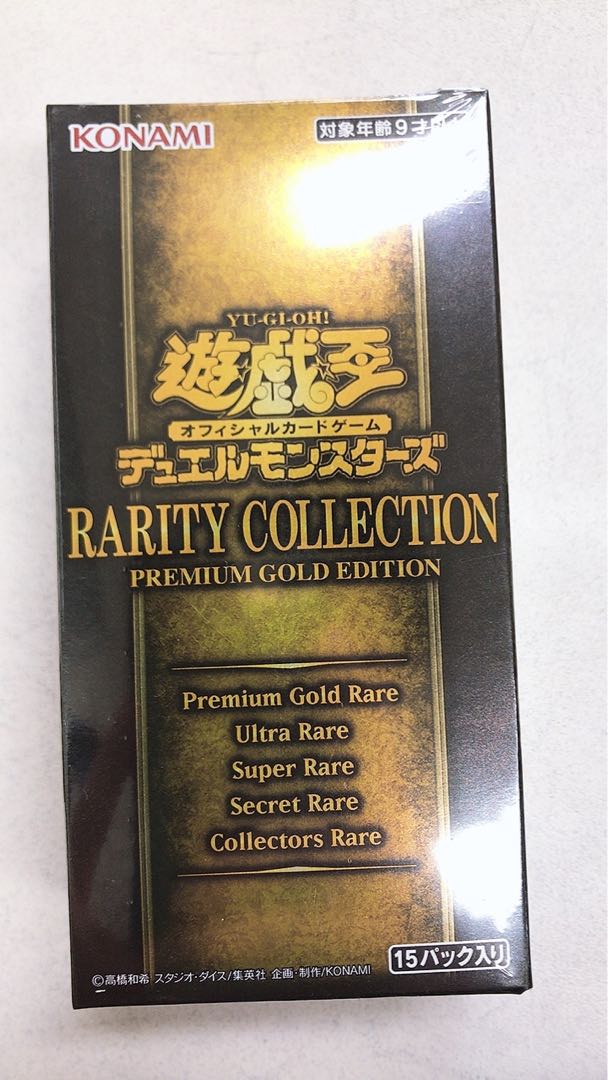 KONAMI
対象年齢9才
YU-GI-OH!
遊戯王
オフィシャルカードゲーム
デュエルモンスターズ
RARITY COLLECTION
PREMIUM GOLD EDITION
Premium Gold Rare
Ultra Rare
Super Rare
Secret Rare
Collectors Rare
15パック入り
©高橋和希 スタジオ・ダイス/集英社 企画・制作/KONAMI